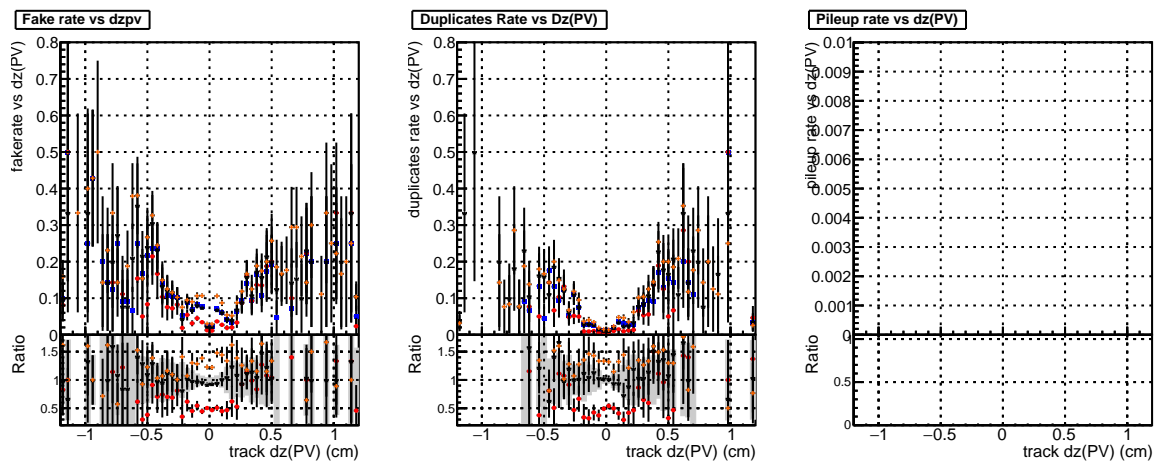 Fake rate vs dzpv
fakerate vs dz(PV)
0.8
0.7
0.6
0.5
0.4
0.3
0.2
0.1
0
Ratio
1.5
1
0.5
−1 −0.5 0 0.5 1
track dz(PV) (cm)
Duplicates Rate vs Dz(PV)
duplicates rate vs dz(PV)
0.8
0.7
0.6
0.5
0.4
0.3
0.2
0.1
0
Ratio
1.5
1
0.5
−1 −0.5 0 0.5 1
track dz(PV) (cm)
Pileup rate vs dz(PV)
pileup rate vs dz(PV)
0.01
0.009
0.008
0.007
0.006
0.005
0.004
0.003
0.002
0.001
0
Ratio
1
0.5
0
−1 −0.5 0 0.5 1
track dz(PV) (cm)